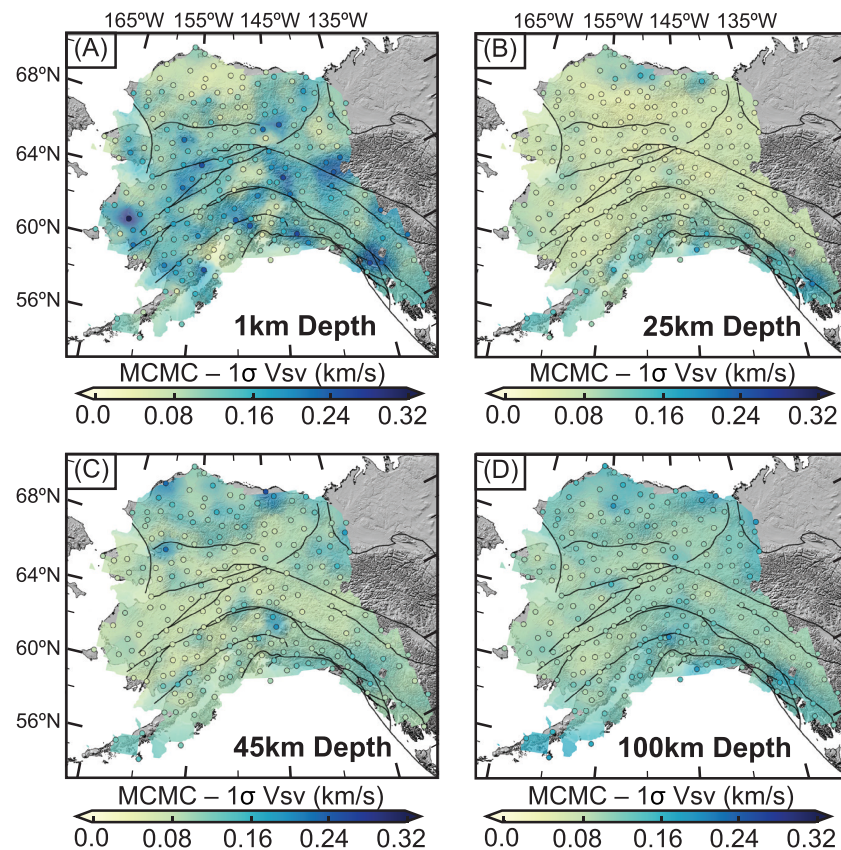 165ºW 155ºW 145ºW 135ºW
165ºW 155ºW 145ºW 135ºW
(A)
(B)
68ºN
64ºN
60ºN
56ºN
1km Depth
25km Depth
MCMC – 1σ Vsv (km/s)
MCMC – 1σ Vsv (km/s)
0.0 0.08 0.16 0.24 0.32
0.0 0.08 0.16 0.24 0.32
(C)
(D)
68ºN
64ºN
60ºN
56ºN
45km Depth
100km Depth
MCMC – 1σ Vsv (km/s)
MCMC – 1σ Vsv (km/s)
0.0 0.08 0.16 0.24 0.32
0.0 0.08 0.16 0.24 0.32